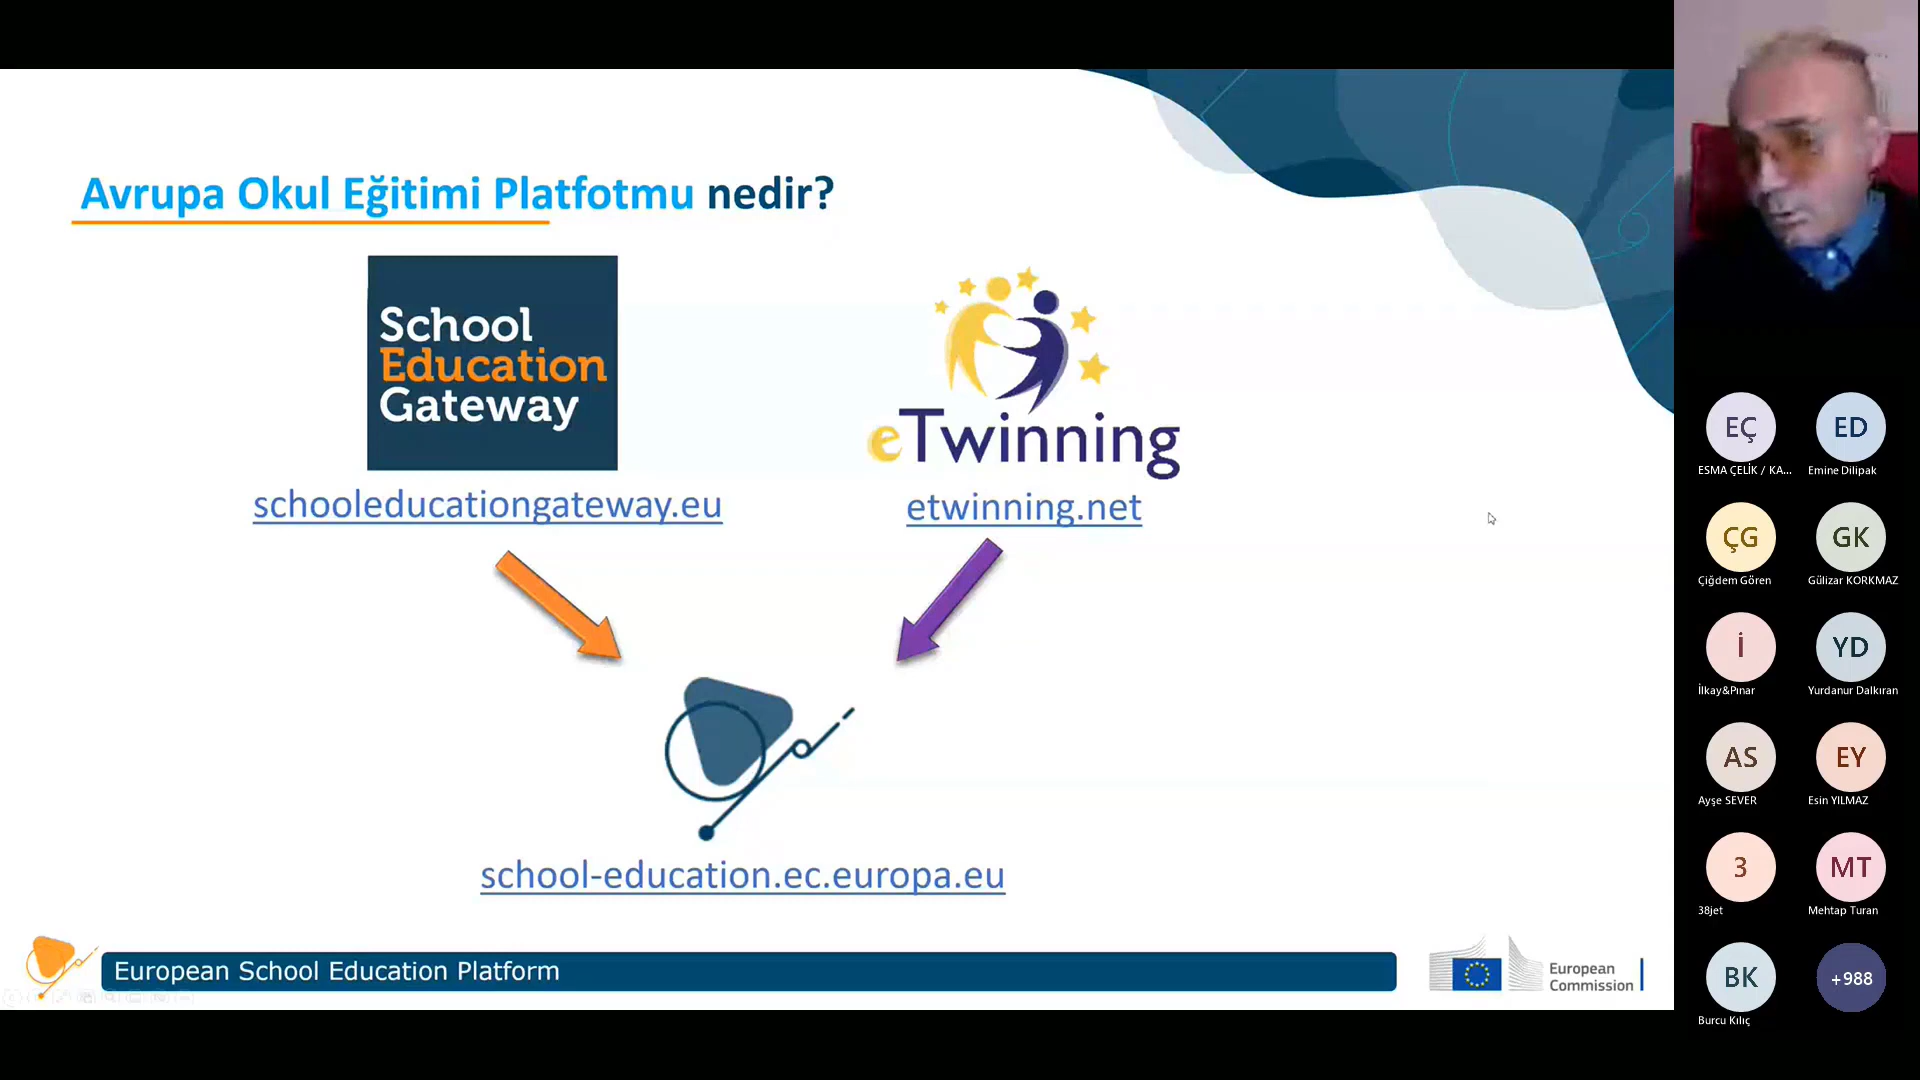 Avrupa Okul Eğitimi Platfotmu nedir?
School
Education
Gateway
eTwinning
schooleducationgateway.eu
etwinning.net
school-education.ec.europa.eu
European School Education Platform
European
Commission
EÇ
ED
ESMA ÇELİK / KA...
Emine Dilipak
ÇG
GK
Çiğdem Gören
Gülizar KORKMAZ
İ
YD
İlkay&Pınar
Yurdanur Dalkıran
AS
EY
Ayşe SEVER
Esin YILMAZ
3
MT
38jet
Mehtap Turan
BK
+988
Burcu Kılıç